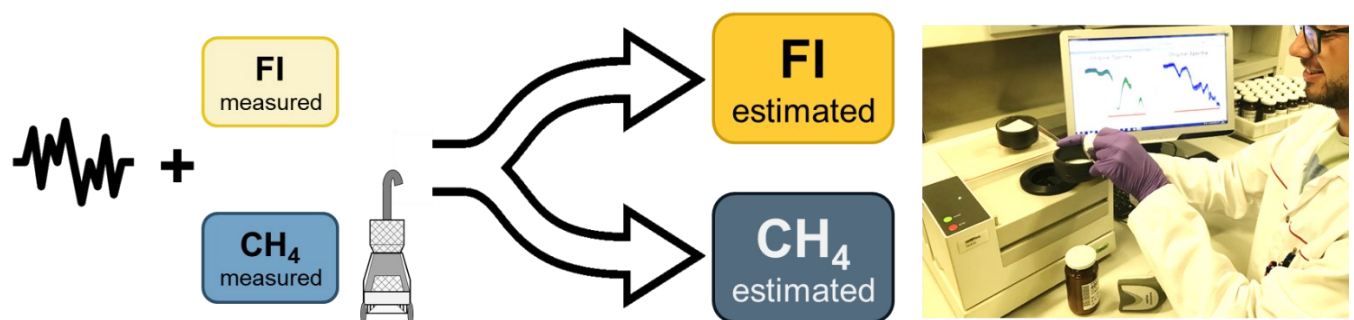 FI
measured
+
CH₄
measured
FI
estimated
CH₄
estimated